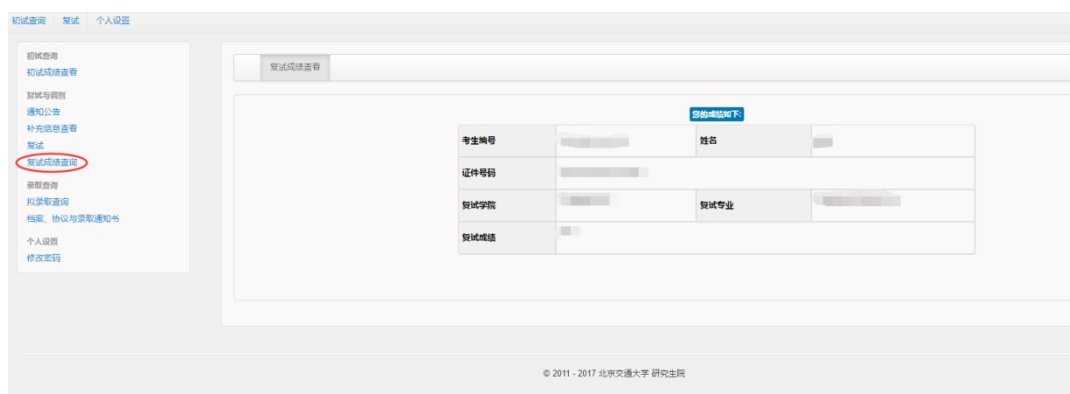 初试查询 复试 个人设置
初试查询
初试成绩查看
复试成绩查看
复试与调剂
通知公告
补充信息查看
复试
复试成绩查询
录取查询
拟录取查询
档案、协议与录取通知书
个人设置
修改密码
您的成绩如下:
考生编号 姓名
证件号码
复试学院 复试专业
复试成绩
© 2011 - 2017 北京交通大学 研究生院